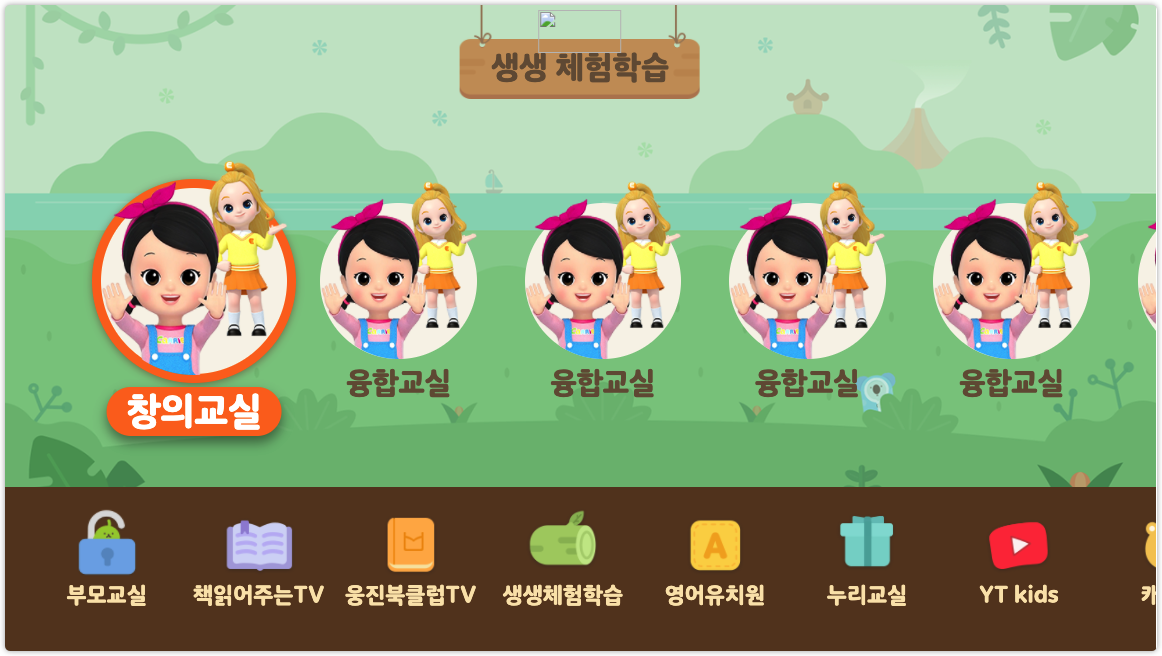 생생 체험학습
창의교실
융합교실
융합교실
융합교실
융합교실
부모교실
책읽어주는TV
웅진북클럽TV
생생체험학습
영어유치원
누리교실
YT kids